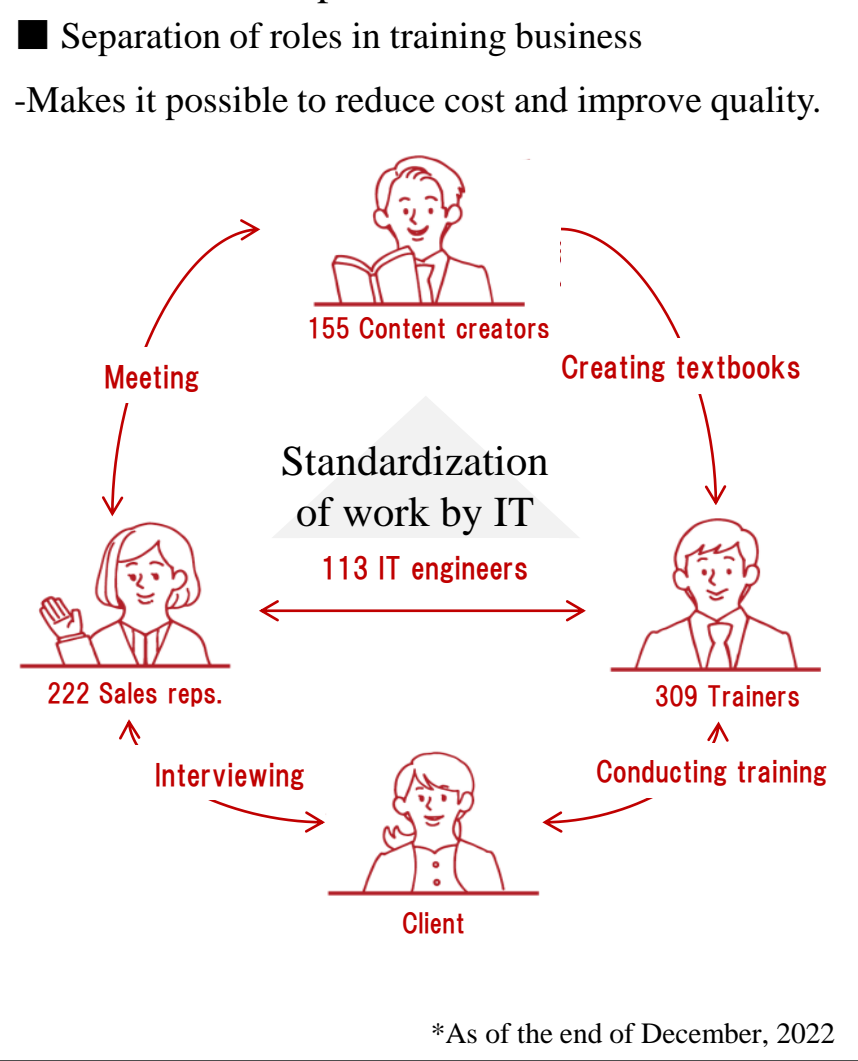 ■ Separation of roles in training business
-Makes it possible to reduce cost and improve quality.
155 Content creators
Meeting
Creating textbooks
Standardization
of work by IT
113 IT engineers
222 Sales reps.
309 Trainers
Interviewing
Conducting training
Client
*As of the end of December, 2022